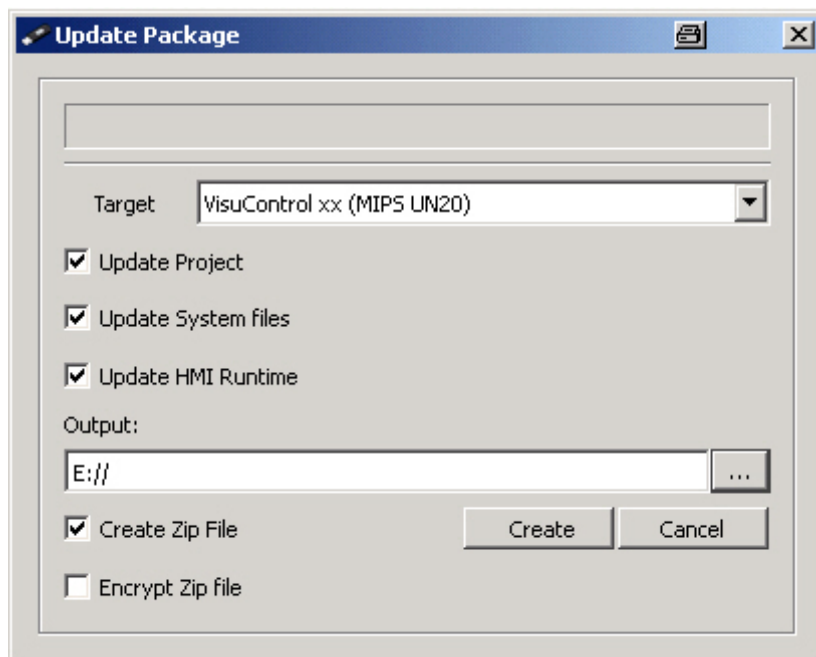 Update Package
Target VisuControl xx (MIPS UN20)
Update Project
Update System files
Update HMI Runtime
Output:
E://
...
Create Zip File
Create
Cancel
Encrypt Zip file